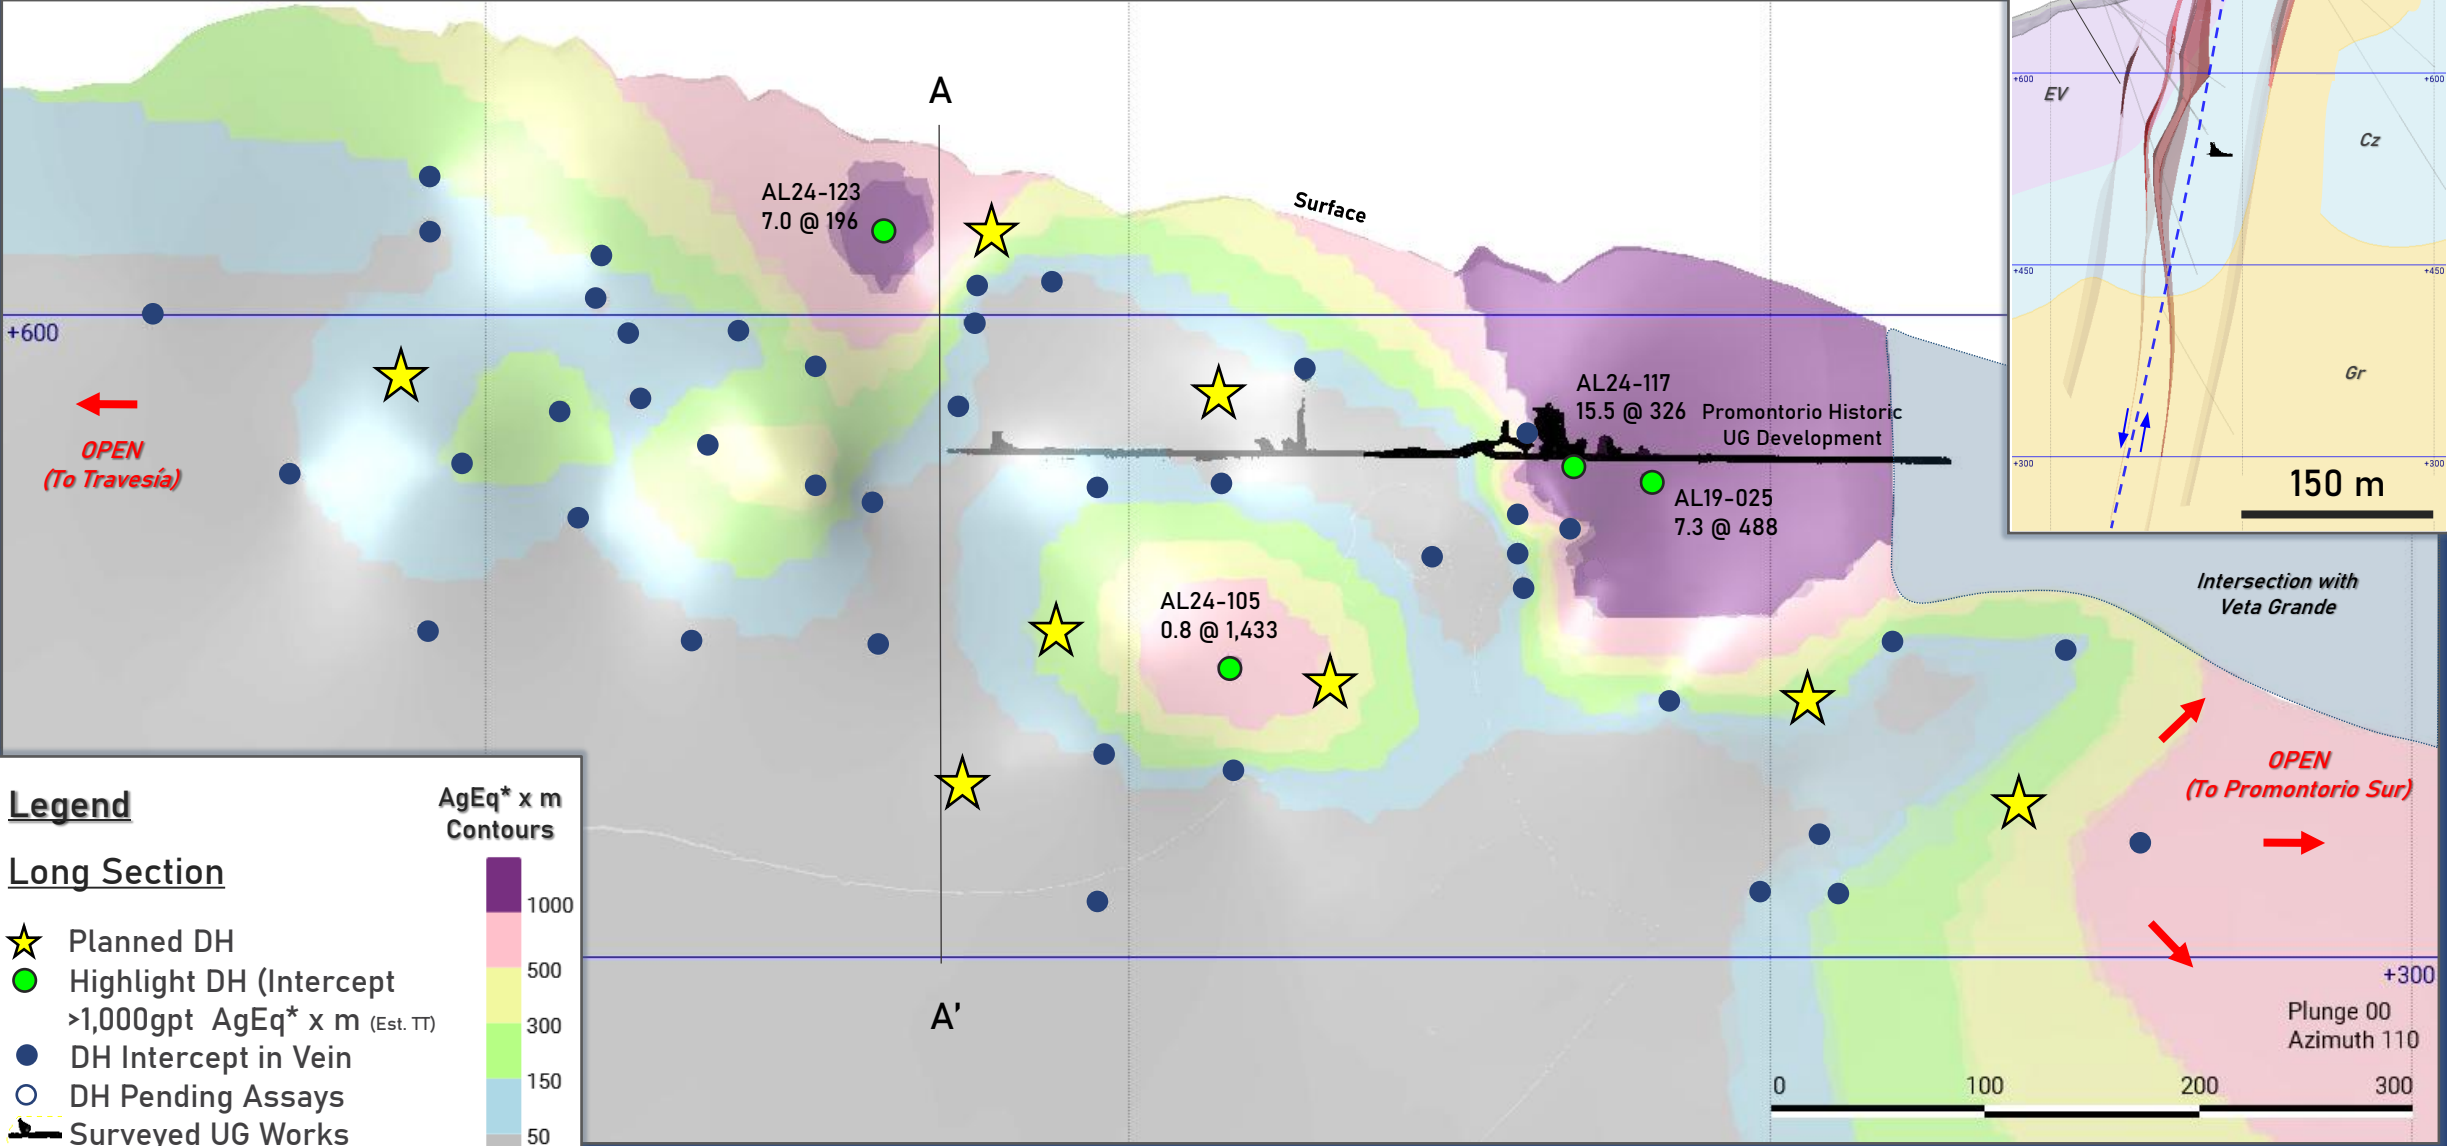 A
+600
+600
EV
Cz
+450
+450
Gr
+300
+300
150 m
AL24-123
7.0 @ 196
Surface
+600
OPEN
(To Travesía)
AL24-117
15.5 @ 326
Promontorio Historic
UG Development
AL19-025
7.3 @ 488
Intersection with
Veta Grande
AL24-105
0.8 @ 1,433
OPEN
(To Promontorio Sur)
+300
A'
Plunge 00
Azimuth 110
0 100 200 300
Legend
Long Section
Planned DH
Highlight DH (Intercept
>1,000gpt AgEq* x m (Est. TT)
DH Intercept in Vein
DH Pending Assays
Surveyed UG Works
AgEq* x m
Contours
1000
500
300
150
50